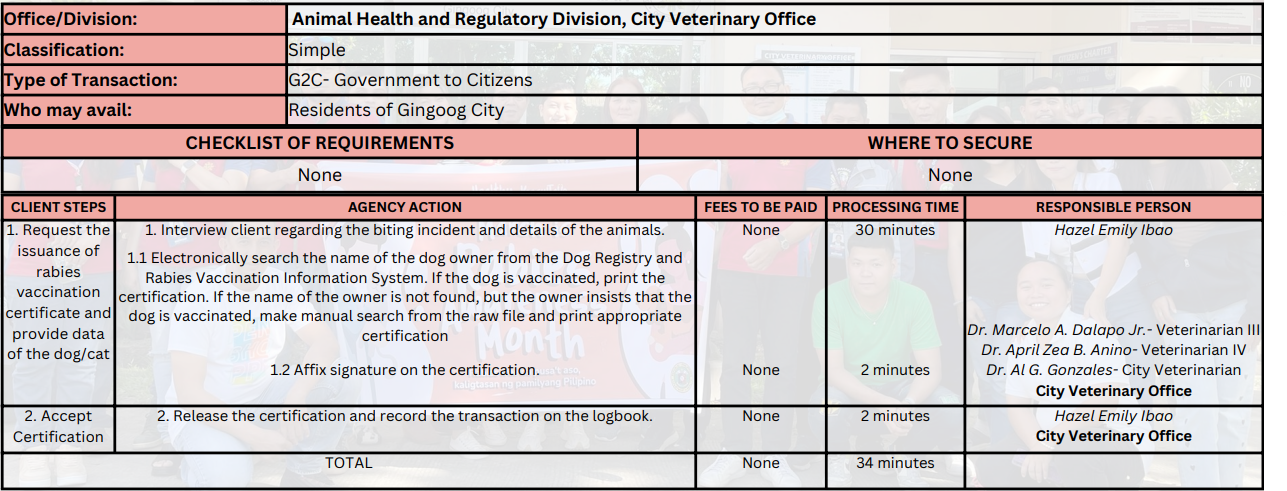 Office/Division: Animal Health and Regulatory Division, City Veterinary Office
Classification: Simple
Type of Transaction: G2C- Government to Citizens
Who may avail: Residents of Gingoog City
CHECKLIST OF REQUIREMENTS WHERE TO SECURE
None None
CLIENT STEPS AGENCY ACTION FEES TO BE PAID PROCESSING TIME RESPONSIBLE PERSON
1. Request the
issuance of
rabies
vaccination
certificate and
provide data
of the dog/cat
1. Interview client regarding the biting incident and details of the animals.
1.1 Electronically search the name of the dog owner from the Dog Registry and
Rabies Vaccination Information System. If the dog is vaccinated, print the
certification. If the name of the owner is not found, but the owner insists that the
dog is vaccinated, make manual search from the raw file and print appropriate
certification
1.2 Affix signature on the certification.
None
None
30 minutes
2 minutes
Hazel Emily Ibao
Dr. Marcelo A. Dalapo Jr.- Veterinarian III
Dr. April Zea B. Anino- Veterinarian IV
Dr. Al G. Gonzales- City Veterinarian
City Veterinary Office
2. Accept
Certification
2. Release the certification and record the transaction on the logbook.
None
2 minutes
Hazel Emily Ibao
City Veterinary Office
TOTAL None 34 minutes
Month
kaligtasan ng pamilyang Pilipino